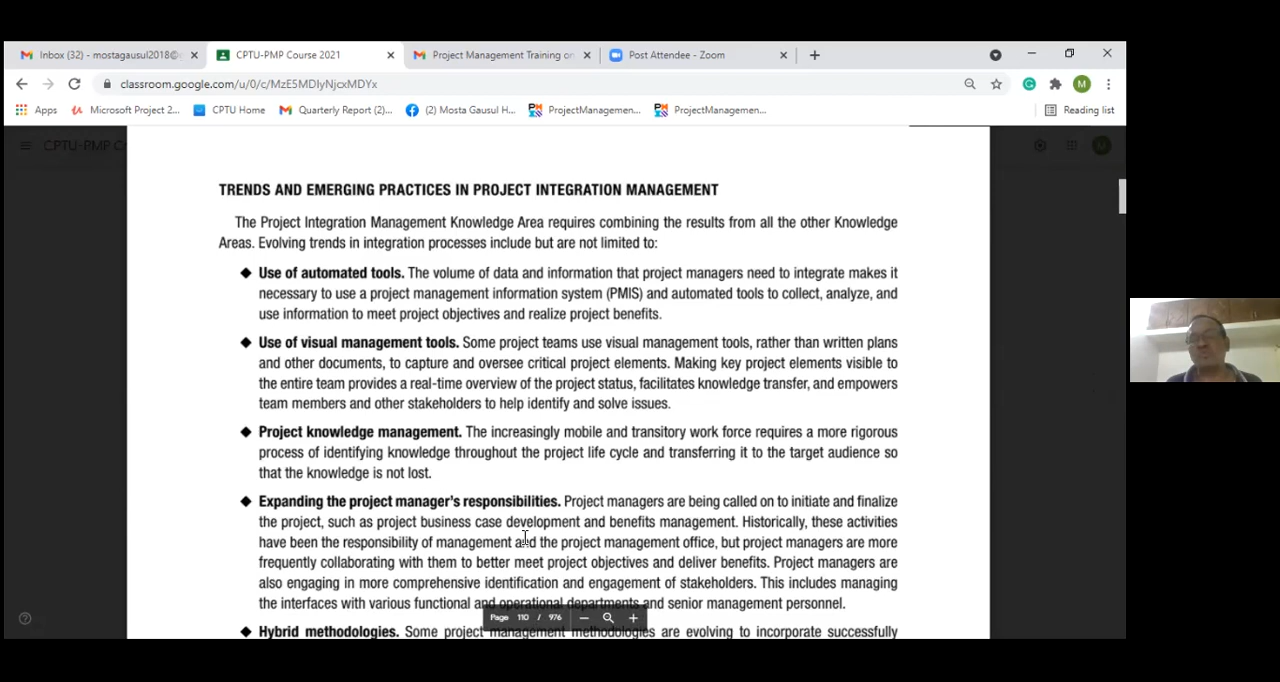 Inbox (32) - mostagausul2018@
CPTU-PMP Course 2021
Project Management Training on
Post Attendee - Zoom
classroom.google.com/u/0/c/MzE5MDIyNjcxMDYx
Apps
Microsoft Project 2...
CPTU Home
Quarterly Report (2)...
(2) Mosta Gausul H...
ProjectManagemen...
ProjectManagemen...
Reading list
CPTU-PMP Cr
TRENDS AND EMERGING PRACTICES IN PROJECT INTEGRATION MANAGEMENT
The Project Integration Management Knowledge Area requires combining the results from all the other Knowledge
Areas. Evolving trends in integration processes include but are not limited to:
◆ Use of automated tools. The volume of data and information that project managers need to integrate makes it
necessary to use a project management information system (PMIS) and automated tools to collect, analyze, and
use information to meet project objectives and realize project benefits.
◆ Use of visual management tools. Some project teams use visual management tools, rather than written plans
and other documents, to capture and oversee critical project elements. Making key project elements visible to
the entire team provides a real-time overview of the project status, facilitates knowledge transfer, and empowers
team members and other stakeholders to help identify and solve issues.
◆ Project knowledge management. The increasingly mobile and transitory work force requires a more rigorous
process of identifying knowledge throughout the project life cycle and transferring it to the target audience so
that the knowledge is not lost.
◆ Expanding the project manager's responsibilities. Project managers are being called on to initiate and finalize
the project, such as project business case development and benefits management. Historically, these activities
have been the responsibility of management and the project management office, but project managers are more
frequently collaborating with them to better meet project objectives and deliver benefits. Project managers are
also engaging in more comprehensive identification and engagement of stakeholders. This includes managing
the interfaces with various functional and operational departments and senior management personnel.
Page 110 / 976
◆ Hybrid methodologies. Some project management methodologies are evolving to incorporate successfully